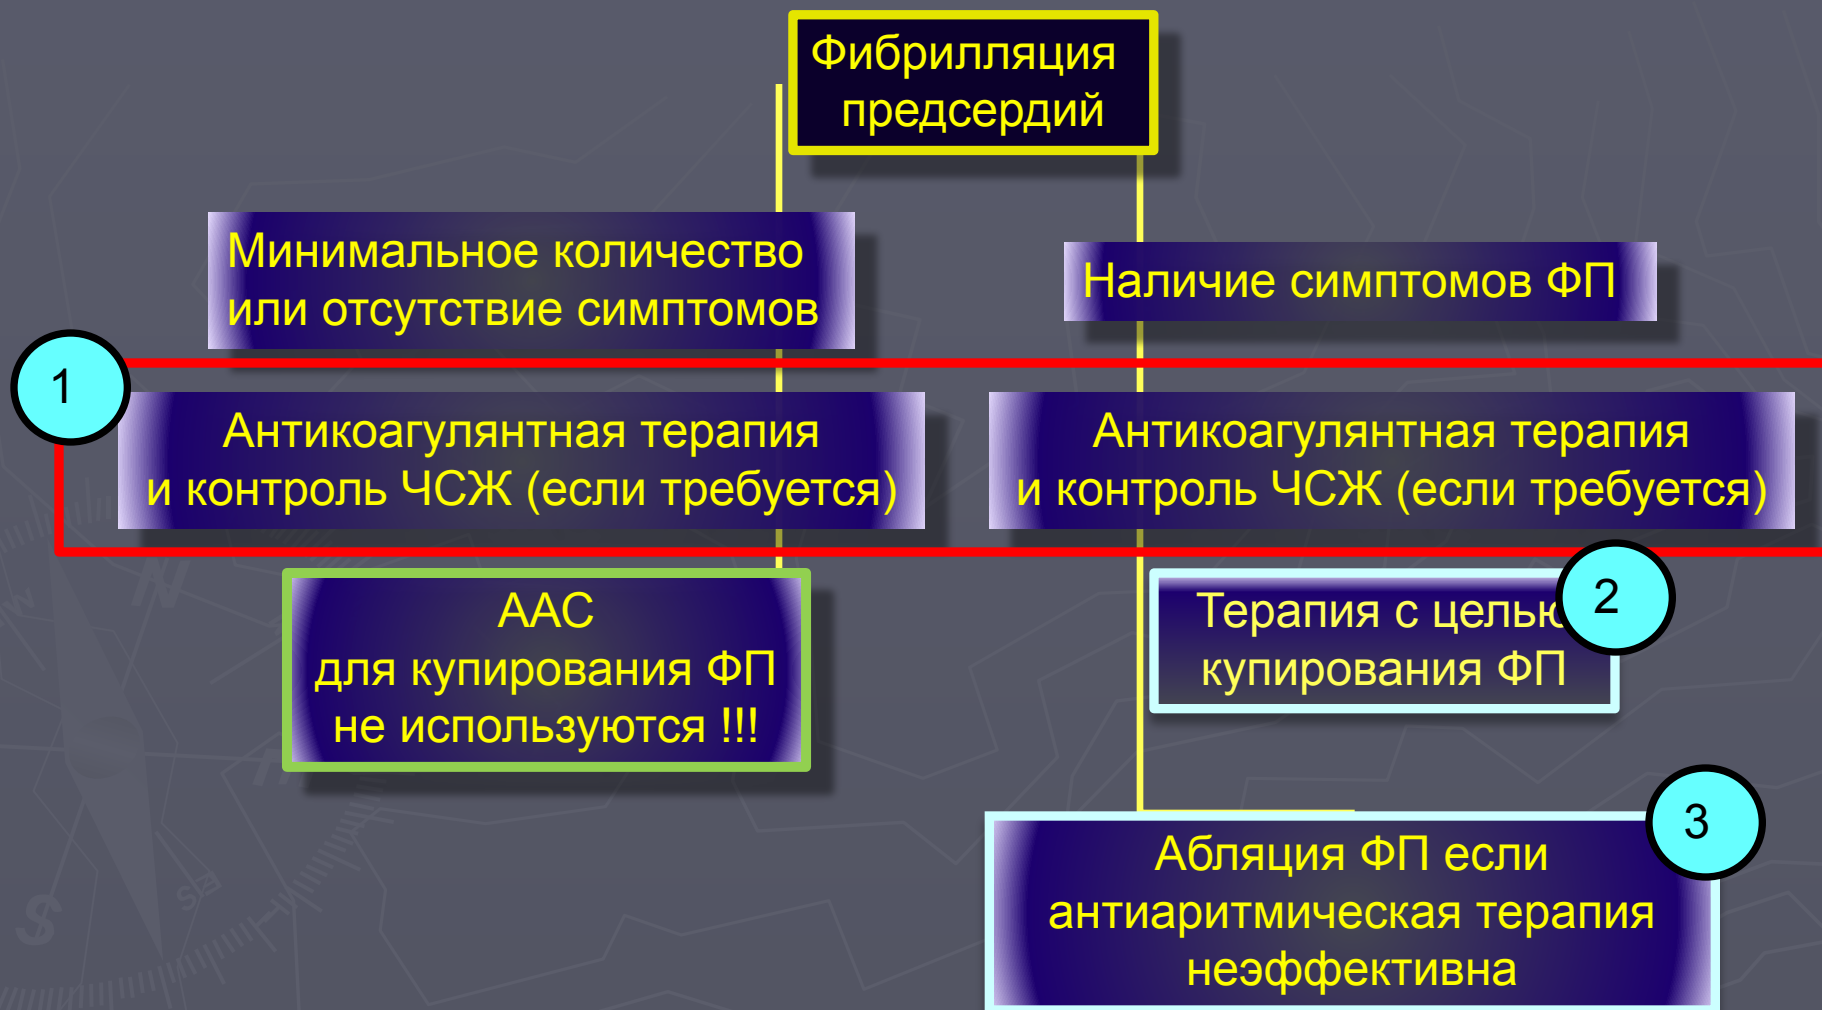 Фибрилляция
предсердий
Минимальное количество
или отсутствие симптомов
Наличие симптомов ФП
1
Антикоагулянтная терапия
и контроль ЧСЖ (если требуется)
Антикоагулянтная терапия
и контроль ЧСЖ (если требуется)
ААС
для купирования ФП
не используются !!!
2
Терапия с целью
купирования ФП
3
Абляция ФП если
антиаритмическая терапия
неэффективна
N
S